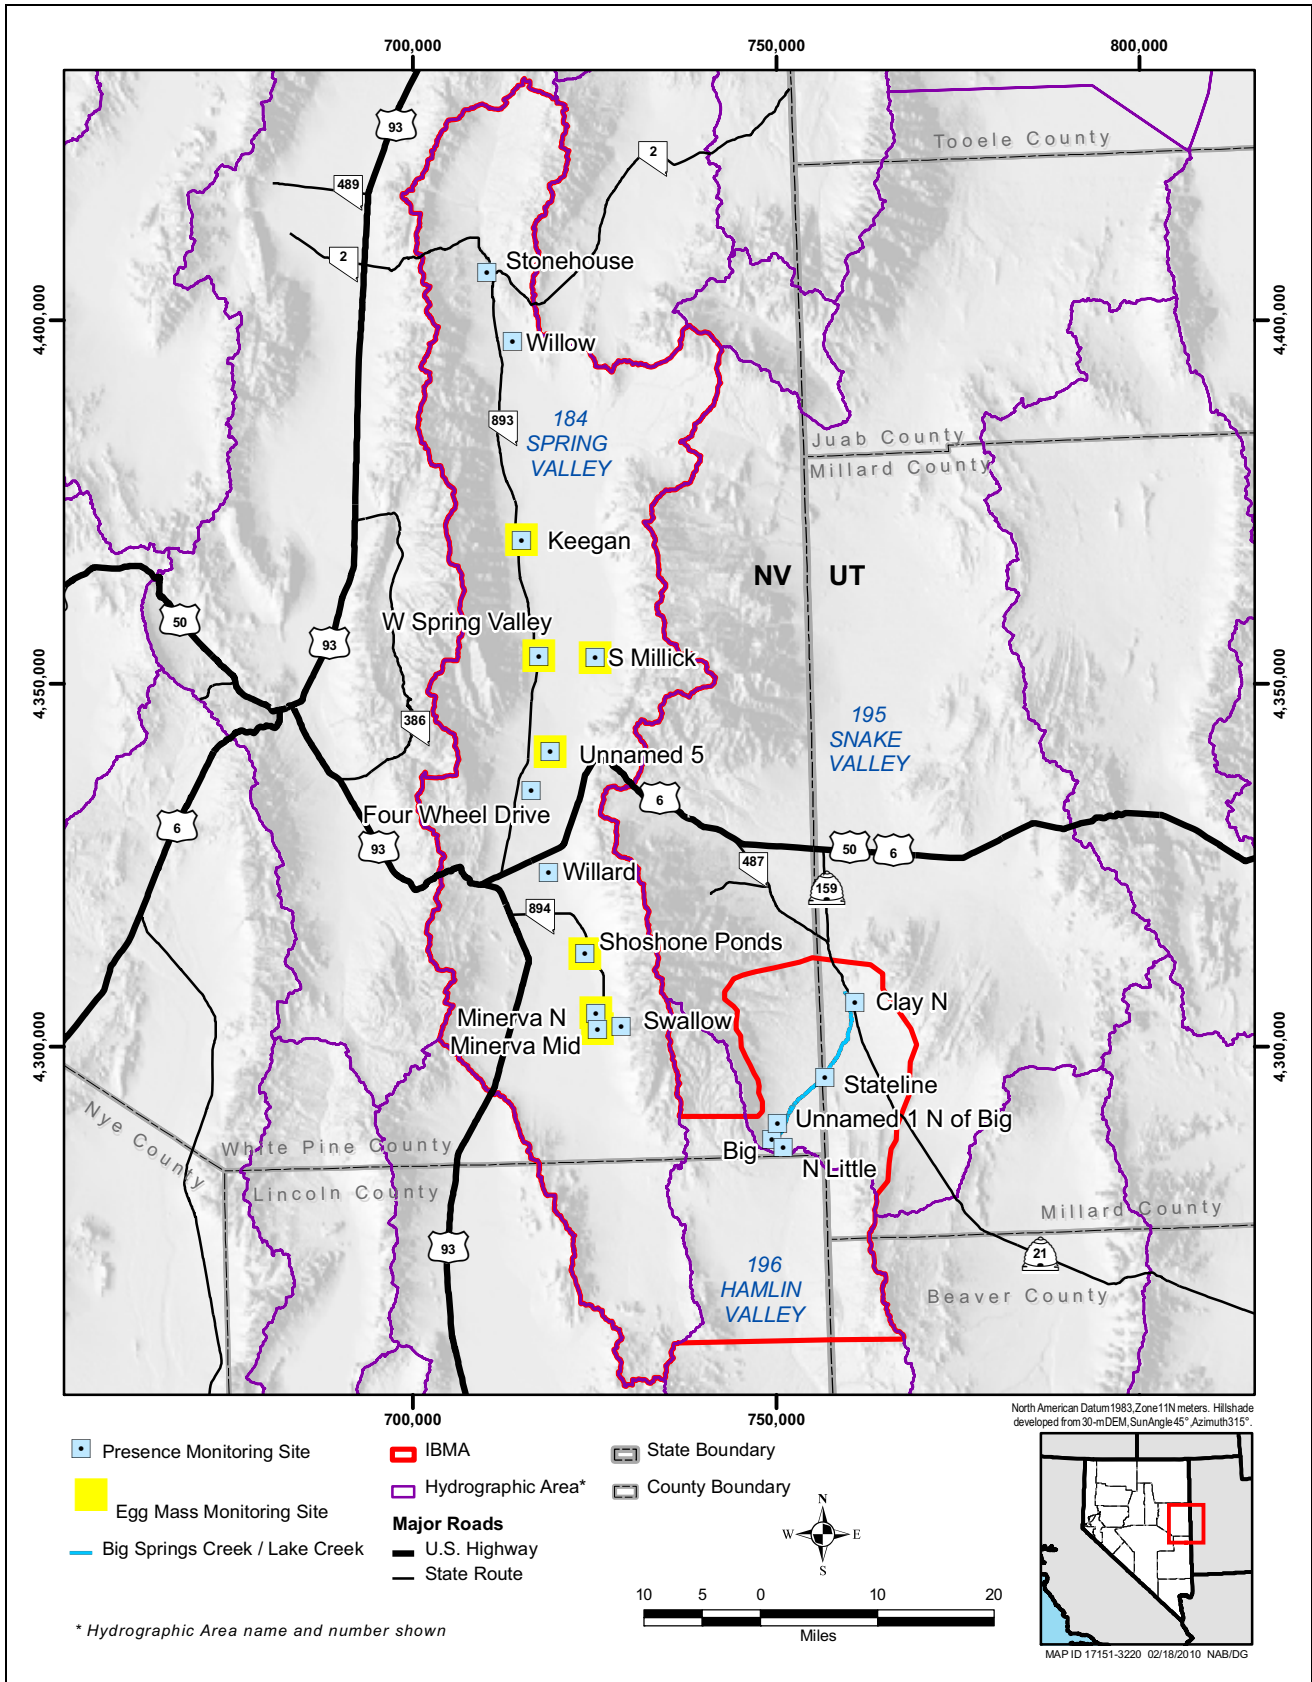 700,000
750,000
800,000
93
2
Tooele County
489
2
Stonehouse
4,400,000
4,400,000
Willow
893
184
SPRING
VALLEY
Juab County
Millard County
Keegan
NV
UT
50
93
W Spring Valley
S Millick
4,350,000
4,350,000
386
195
SNAKE
VALLEY
Unnamed 5
6
Four Wheel Drive
6
93
50
6
487
Willard
159
894
Shoshone Ponds
Clay N
Minerva N
Swallow
Minerva Mid
4,300,000
4,300,000
Stateline
Nye County
Unnamed 1 N of Big
White Pine County
Big
N Little
Lincoln County
Millard County
93
21
196
HAMLIN
VALLEY
Beaver County
700,000
750,000
North American Datum 1983, Zone 11N meters. Hillshade
developed from 30-m DEM, Sun Angle 45°, Azimuth 315°.
Presence Monitoring Site
Egg Mass Monitoring Site
Big Springs Creek / Lake Creek
IBMA
Hydrographic Area*
Major Roads
U.S. Highway
State Route
State Boundary
County Boundary
N
W
E
S
10
5
0
10
20
Miles
* Hydrographic Area name and number shown
MAP ID 17151-3220 02/18/2010 NAB/DG